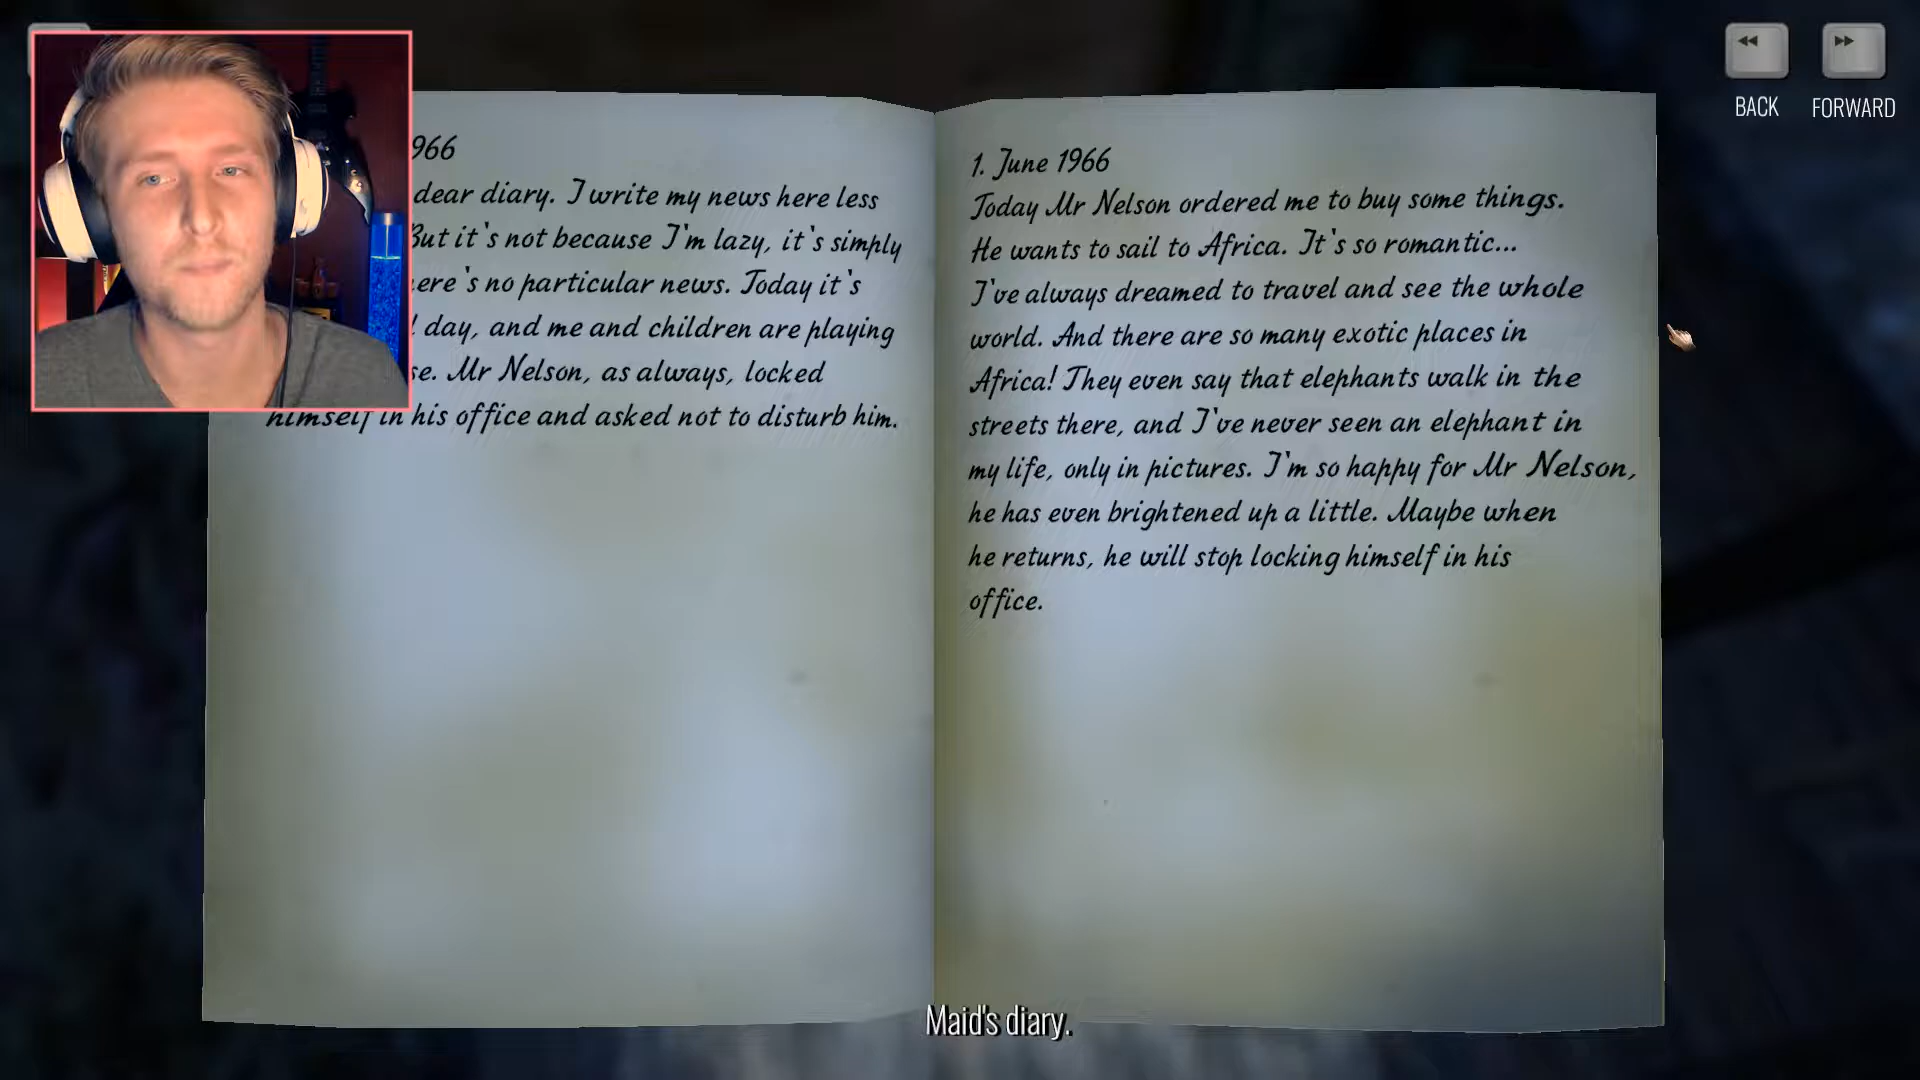 BACK
FORWARD
966
dear diary. I write my news here less
But it's not because I'm lazy, it's simply
ere's no particular news. Today it's
day, and me and children are playing
se. Mr Nelson, as always, locked
himself in his office and asked not to disturb him.
1. June 1966
Today Mr Nelson ordered me to buy some things.
He wants to sail to Africa. It's so romantic...
I've always dreamed to travel and see the whole
world. And there are so many exotic places in
Africa! They even say that elephants walk in the
streets there, and I've never seen an elephant in
my life, only in pictures. I'm so happy for Mr Nelson,
he has even brightened up a little. Maybe when
he returns, he will stop locking himself in his
office.
Maid's diary.